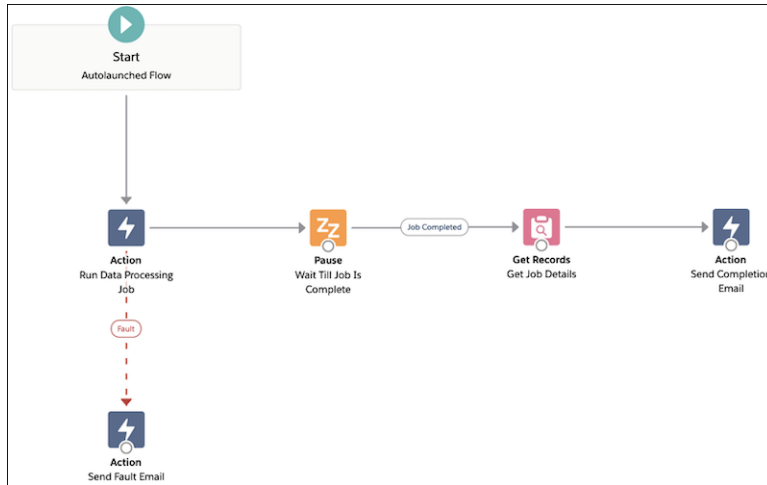 Start
Autolaunched Flow
Action
Run Data Processing
Job
Pause
Wait Till Job Is
Complete
Job Completed
Get Records
Get Job Details
Action
Send Completion
Email
Fault
Action
Send Fault Email